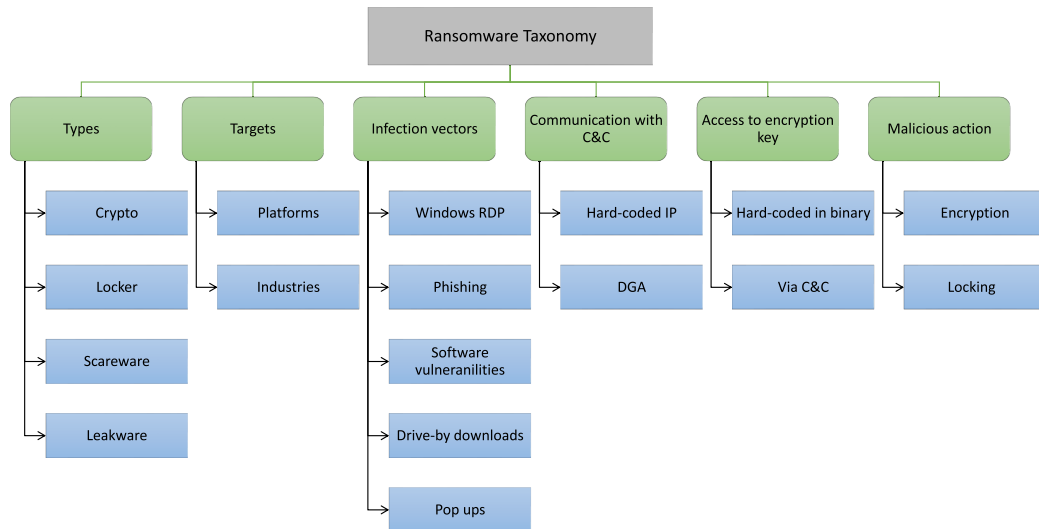 Ransomware Taxonomy
Types
Targets
Infection vectors
Communication with
C&C
Access to encryption
key
Malicious action
Crypto
Platforms
Windows RDP
Hard-coded IP
Hard-coded in binary
Encryption
Locker
Industries
Phishing
DGA
Via C&C
Locking
Scareware
Software
vulneranilities
Leakware
Drive-by downloads
Pop ups